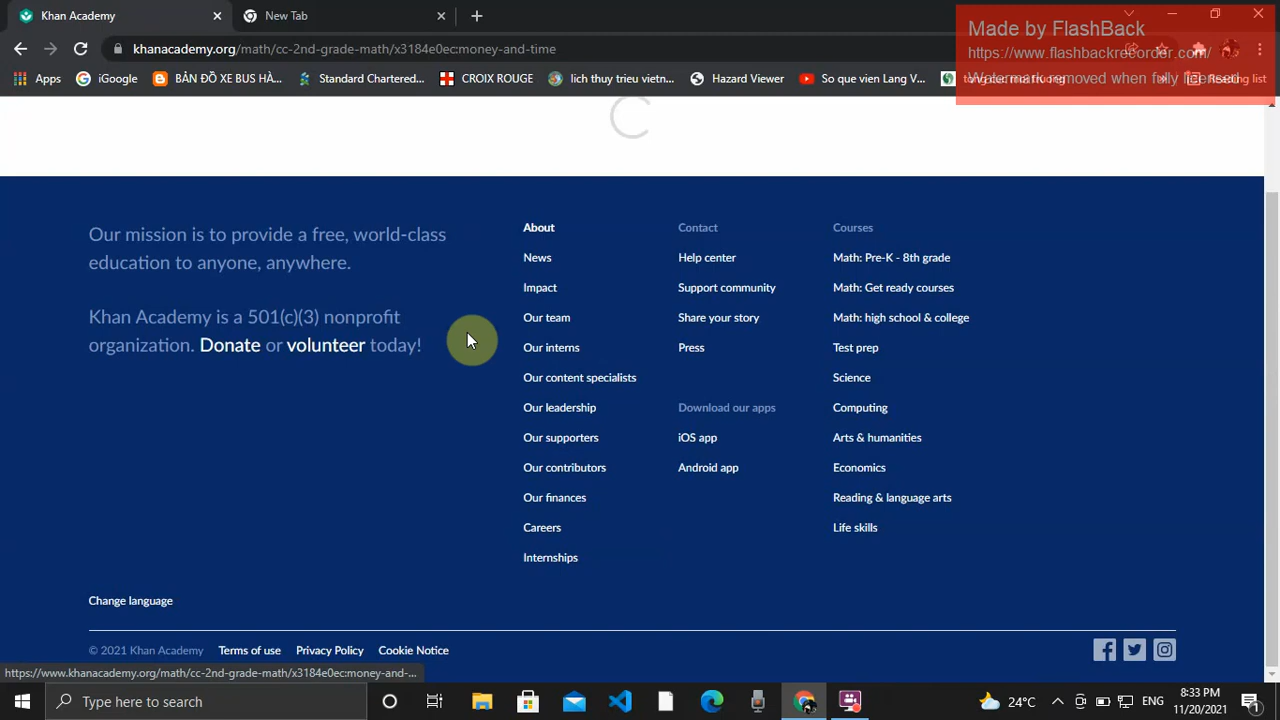 Khan Academy
New Tab
Made by FlashBack
https://www.flashbackrecorder.com/
Watermark removed when fully licensed
khanacademy.org/math/cc-2nd-grade-math/x3184e0ec:money-and-time
Apps
iGoogle
BẢN ĐỒ XE BUS HÀ...
Standard Chartered...
CROIX ROUGE
lich thuy trieu vietn...
Hazard Viewer
So que vien Lang V...
Reading list
Our mission is to provide a free, world-class
education to anyone, anywhere.
Khan Academy is a 501(c)(3) nonprofit
organization. Donate or volunteer today!
About
News
Impact
Our team
Our interns
Our content specialists
Our leadership
Our supporters
Our contributors
Our finances
Careers
Internships
Contact
Help center
Support community
Share your story
Press
Download our apps
iOS app
Android app
Courses
Math: Pre-K - 8th grade
Math: Get ready courses
Math: high school & college
Test prep
Science
Computing
Arts & humanities
Economics
Reading & language arts
Life skills
Change language
© 2021 Khan Academy
Terms of use
Privacy Policy
Cookie Notice
https://www.khanacademy.org/math/cc-2nd-grade-math/x3184e0ec:money-and-...
Type here to search
24°C
ENG
8:33 PM
11/20/2021
1